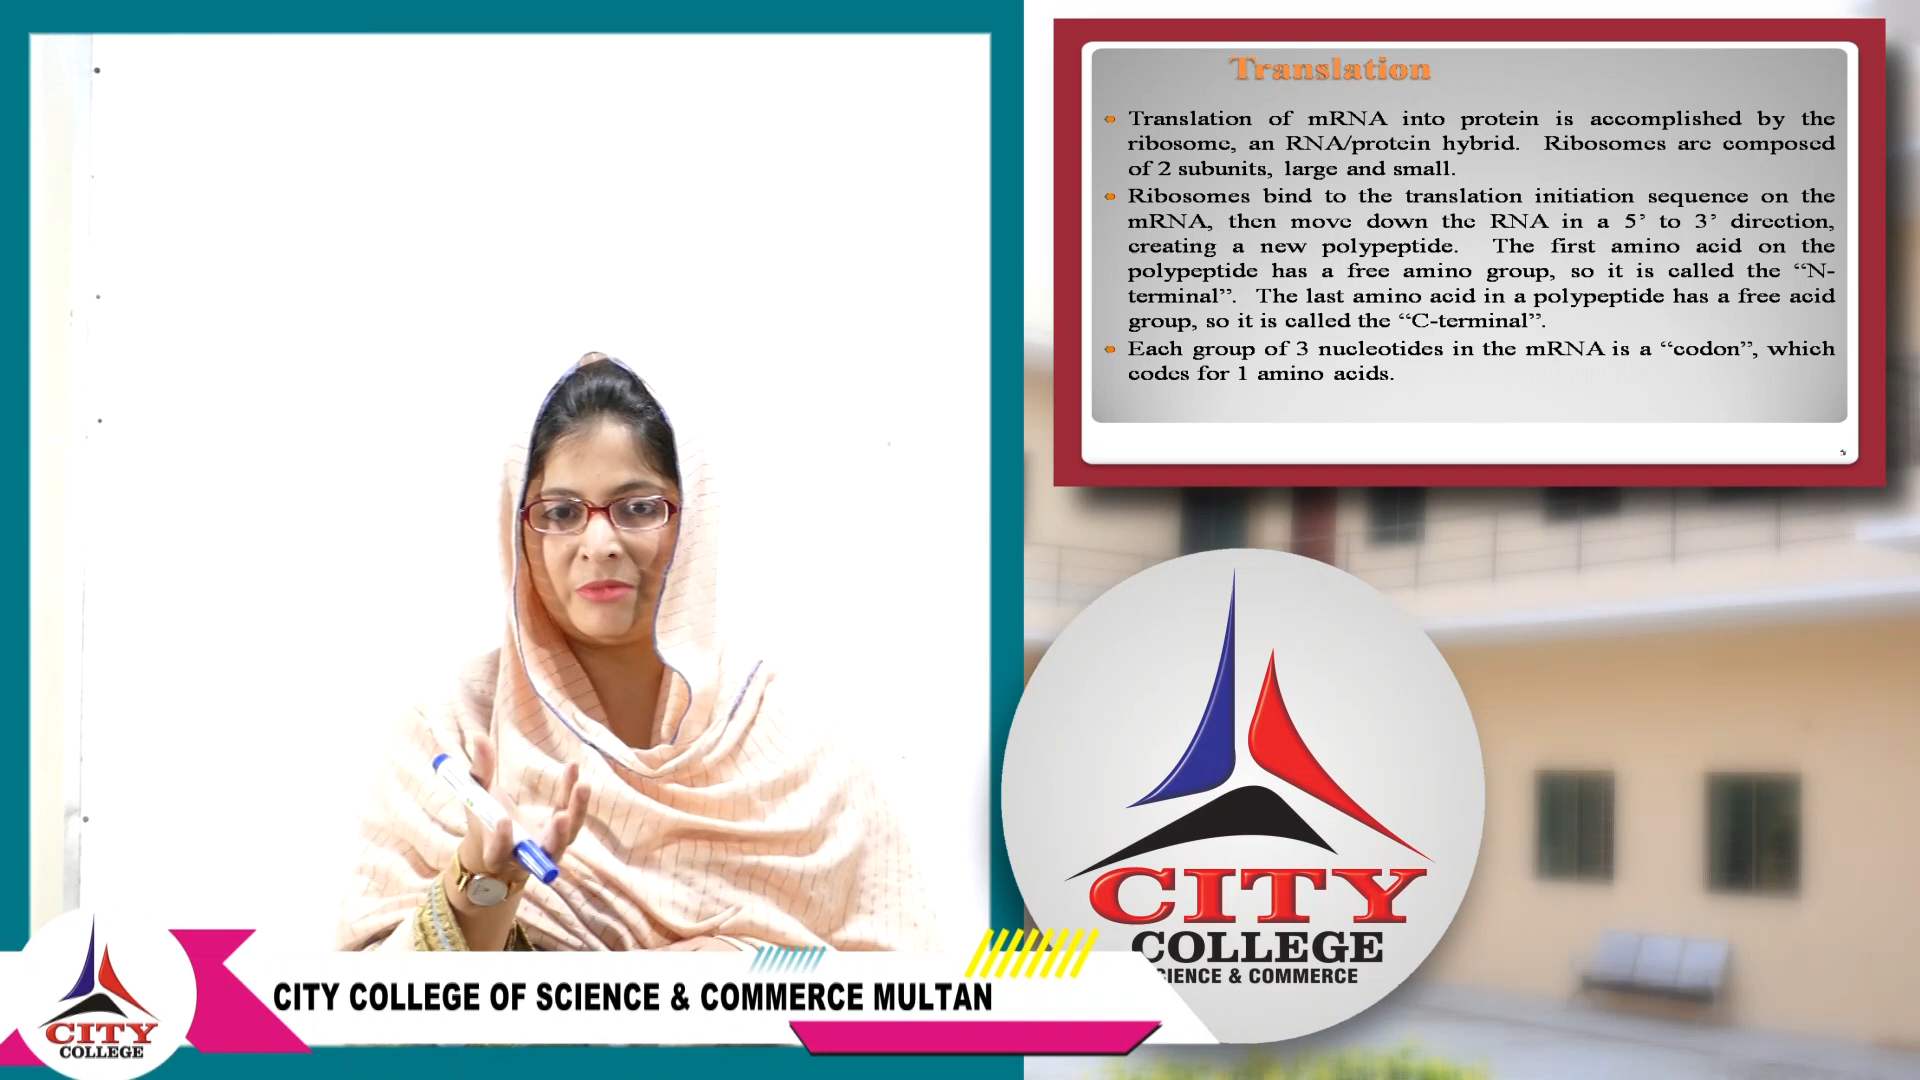 Translation
Translation of mRNA into protein is accomplished by the
ribosome, an RNA/protein hybrid. Ribosomes are composed
of 2 subunits, large and small.
Ribosomes bind to the translation initiation sequence on the
mRNA, then move down the RNA in a 5’ to 3’ direction,
creating a new polypeptide. The first amino acid on the
polypeptide has a free amino group, so it is called the “N-
terminal”. The last amino acid in a polypeptide has a free acid
group, so it is called the “C-terminal”.
Each group of 3 nucleotides in the mRNA is a “codon”, which
codes for 1 amino acids.
CITY
COLLEGE
SCIENCE & COMMERCE
CITY COLLEGE OF SCIENCE & COMMERCE MULTAN
CITY
COLLEGE